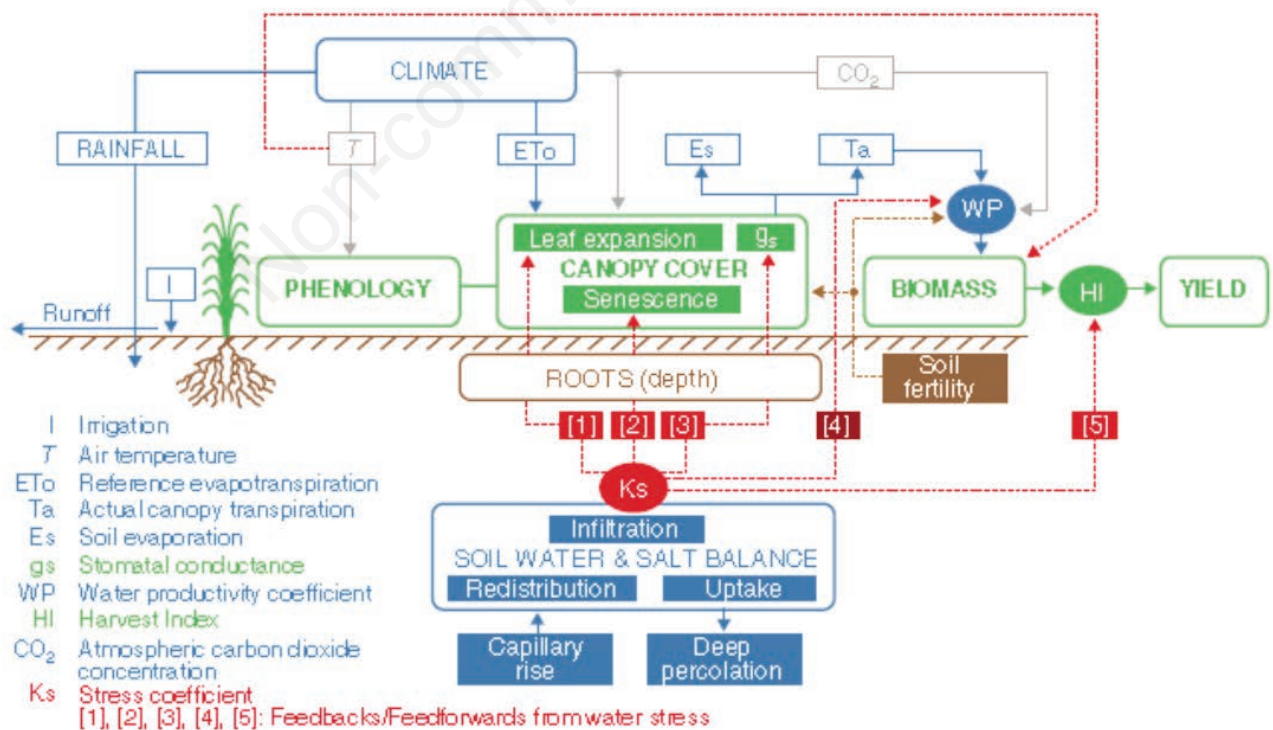 Non-comm
CLIMATE
CO₂
RAINFALL
T
ETo
Es
Ta
WP
Leaf expansion
gs
CANOPY COVER
Senescence
PHENOLOGY
BIOMASS
HI
YIELD
I
Runoff
ROOTS (depth)
Soil
fertility
[1] [2] [3] [4] [5]
Ks
Infiltration
SOIL WATER & SALT BALANCE
Redistribution Uptake
Capillary
rise
Deep
percolation
I Irrigation
T Air temperature
ETo Reference evapotranspiration
Ta Actual canopy transpiration
Es Soil evaporation
gs Stomatal conductance
WP Water productivity coefficient
HI Harvest Index
CO₂ Atmospheric carbon dioxide
concentration
Ks Stress coefficient
[1], [2], [3], [4], [5]: Feedbacks/Feedforwards from water stress